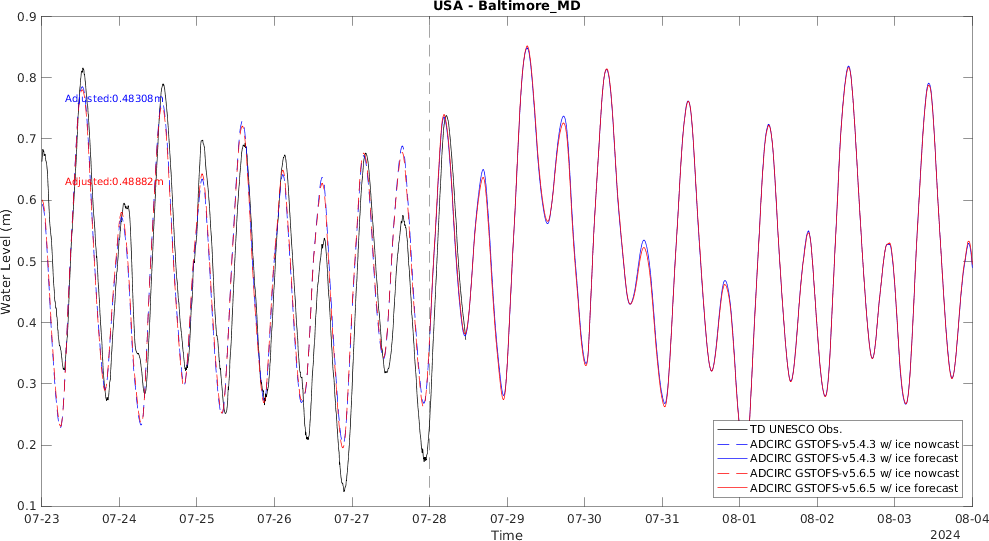 USA - Baltimore_MD
0.9
0.8
0.7
0.6
0.5
0.4
0.3
0.2
0.1
Water Level (m)
Adjusted:0.48308m
Adjusted:0.48882m
TD UNESCO Obs.
ADCIRC GSTOFS-v5.4.3 w/ ice nowcast
ADCIRC GSTOFS-v5.4.3 w/ ice forecast
ADCIRC GSTOFS-v5.6.5 w/ ice nowcast
ADCIRC GSTOFS-v5.6.5 w/ ice forecast
07-23 07-24 07-25 07-26 07-27 07-28 07-29 07-30 07-31 08-01 08-02 08-03 08-04
Time
2024